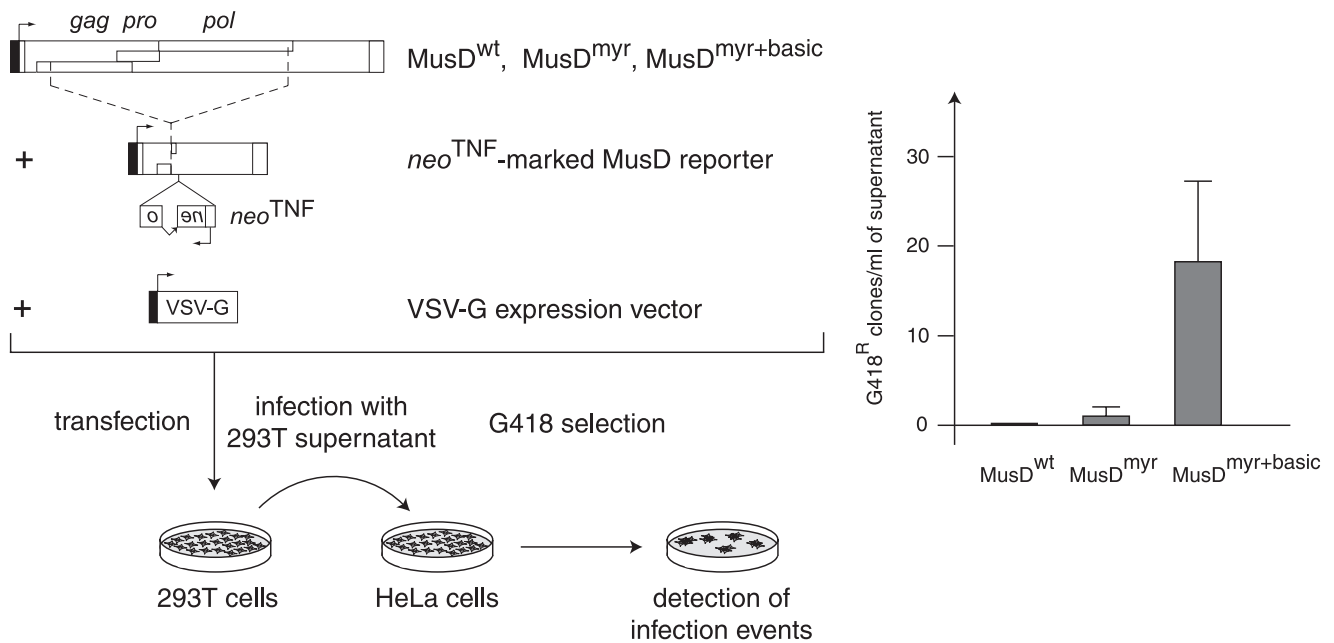 gag pro pol
MusD^wt, MusD^myr, MusD^myr+basic
+
neo^TNF-marked MusD reporter
o ne neo^TNF
+
VSV-G
VSV-G expression vector
transfection
infection with
293T supernatant
G418 selection
293T cells
HeLa cells
detection of
infection events
G418^R clones/ml of supernatant
30
20
10
0
MusD^wt
MusD^myr
MusD^myr+basic